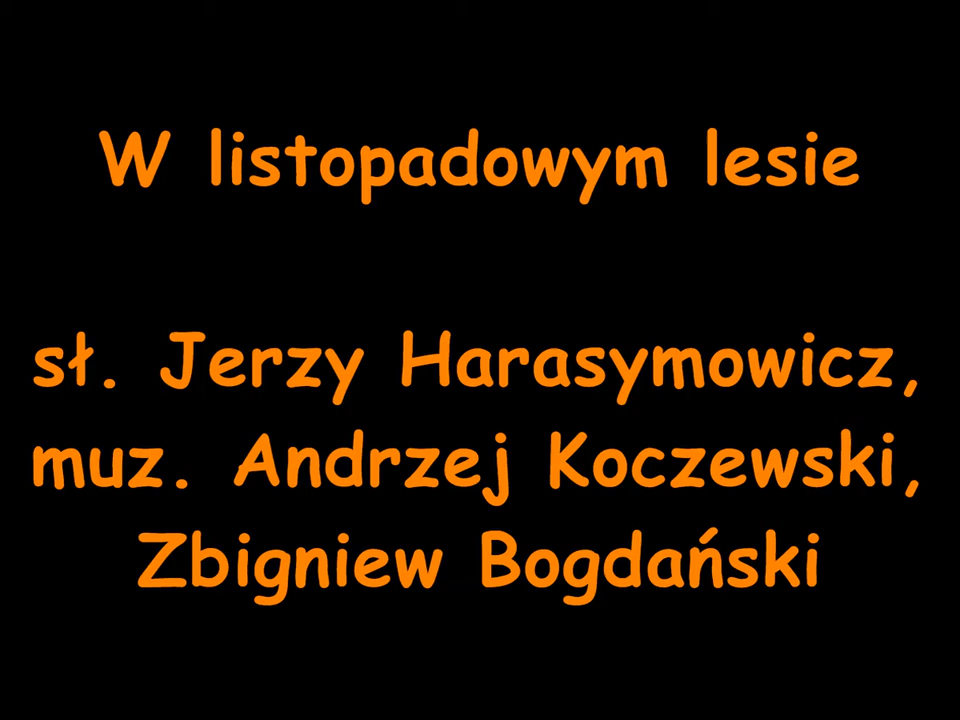 W listopadowym lesie
sł. Jerzy Harasymowicz,
muz. Andrzej Koczewski,
Zbigniew Bogdański